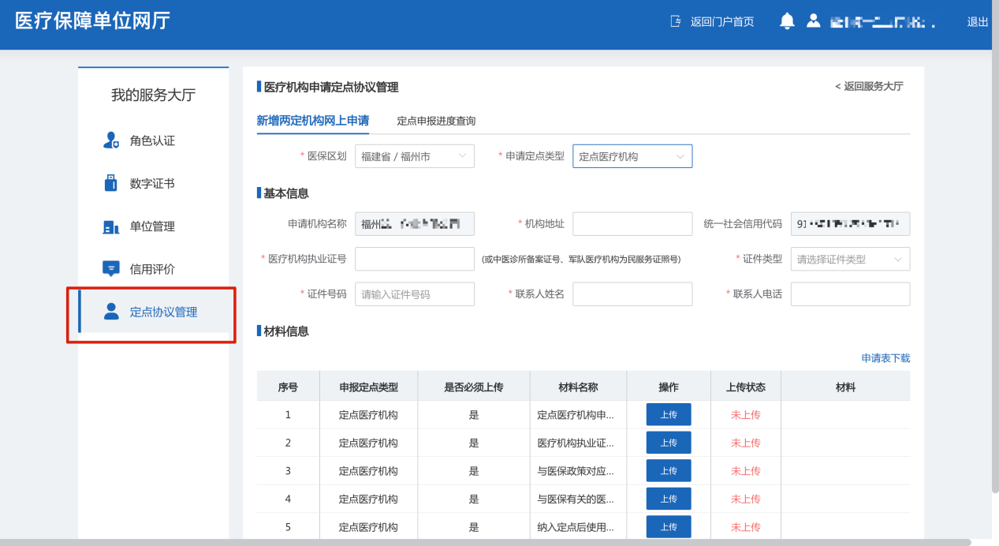 医疗保障单位网厅
返回门户首页
退出
我的服务大厅
角色认证
数字证书
单位管理
信用评价
定点协议管理
医疗机构申请定点协议管理
< 返回服务大厅
新增两定机构网上申请 定点申报进度查询
* 医保区划 福建省 / 福州市 * 申请定点类型 定点医疗机构
基本信息
申请机构名称 福州 * 机构地址 统一社会信用代码 91
* 医疗机构执业证号 (或中医诊所备案证号、军队医疗机构为民服务证照号) * 证件类型 请选择证件类型
* 证件号码 请输入证件号码 * 联系人姓名 * 联系人电话
材料信息
申请表下载
序号 申报定点类型 是否必须上传 材料名称 操作 上传状态 材料
1 定点医疗机构 是 定点医疗机构申... 上传 未上传
2 定点医疗机构 是 医疗机构执业证... 上传 未上传
3 定点医疗机构 是 与医保政策对应... 上传 未上传
4 定点医疗机构 是 与医保有关的医... 上传 未上传
5 定点医疗机构 是 纳入定点后使用... 上传 未上传